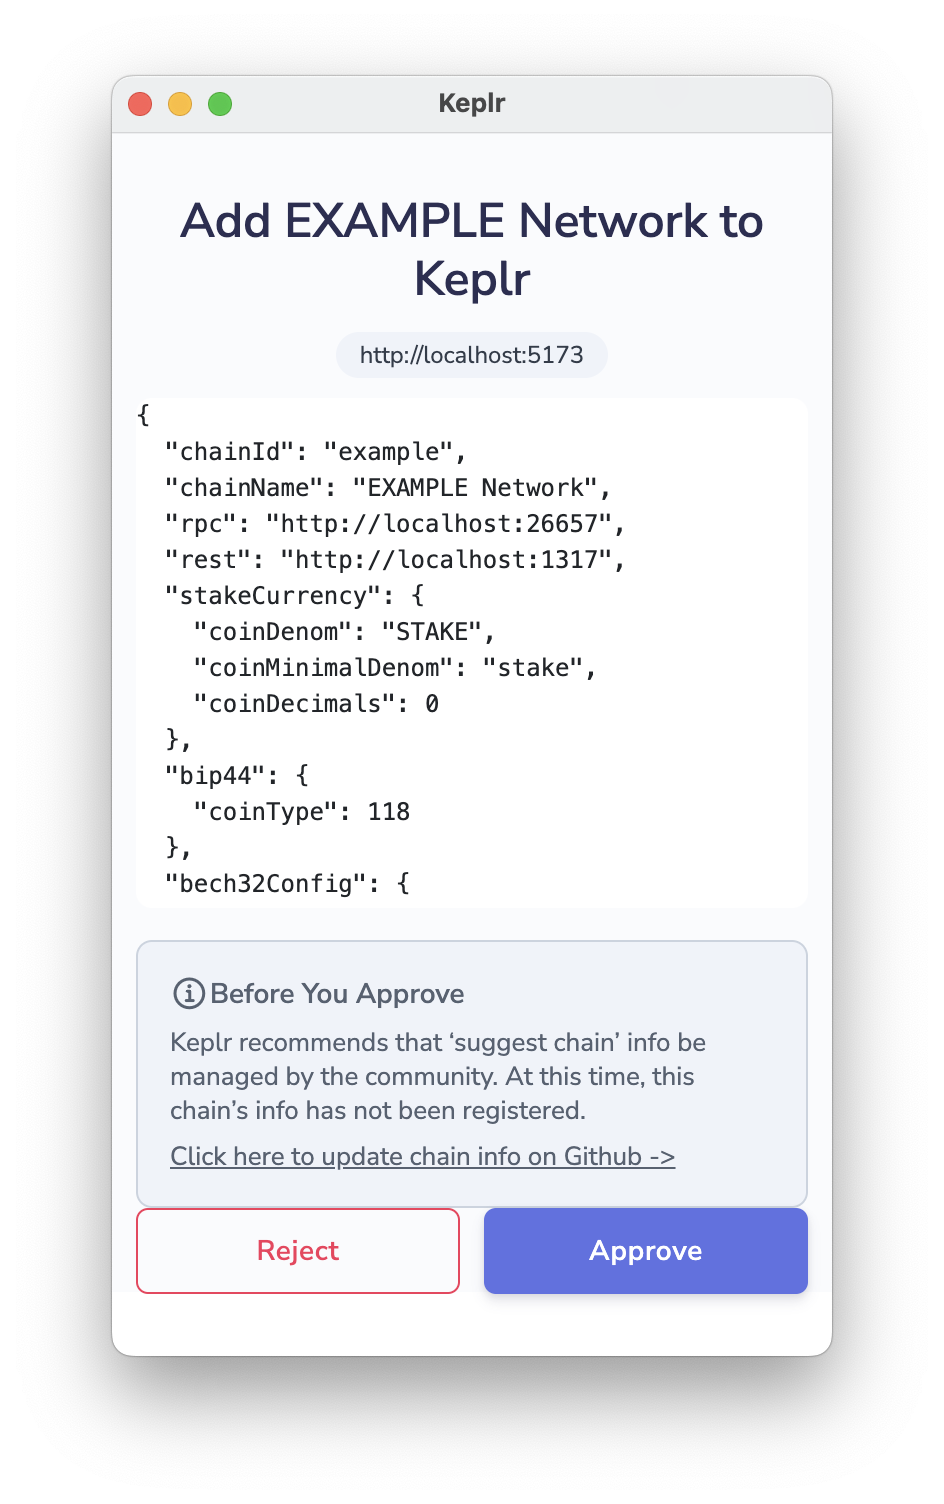 Keplr
Add EXAMPLE Network to
Keplr
http://localhost:5173
{
  "chainId": "example",
  "chainName": "EXAMPLE Network",
  "rpc": "http://localhost:26657",
  "rest": "http://localhost:1317",
  "stakeCurrency": {
    "coinDenom": "STAKE",
    "coinMinimalDenom": "stake",
    "coinDecimals": 0
  },
  "bip44": {
    "coinType": 118
  },
  "bech32Config": {
Before You Approve
Keplr recommends that ‘suggest chain’ info be
managed by the community. At this time, this
chain’s info has not been registered.
Click here to update chain info on Github ->
Reject
Approve